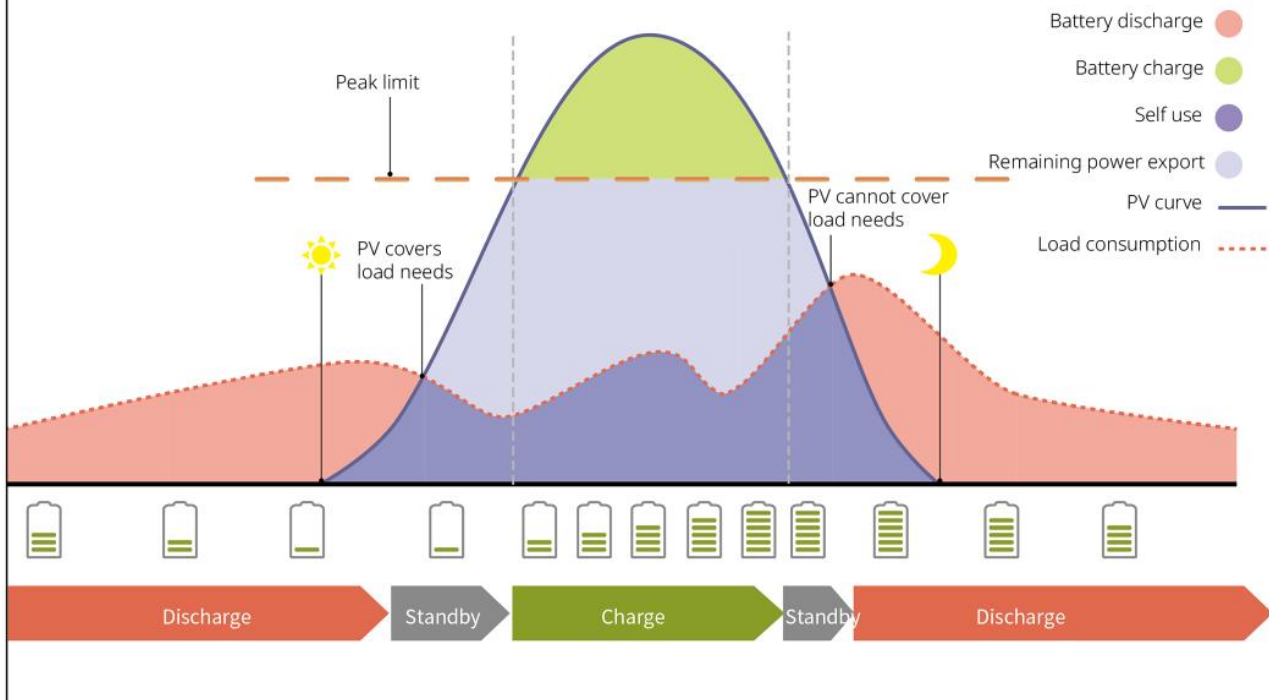 Battery discharge
Battery charge
Self use
Remaining power export
PV curve
Load consumption
Peak limit
PV covers
load needs
PV cannot cover
load needs
Discharge
Standby
Charge
Standby
Discharge